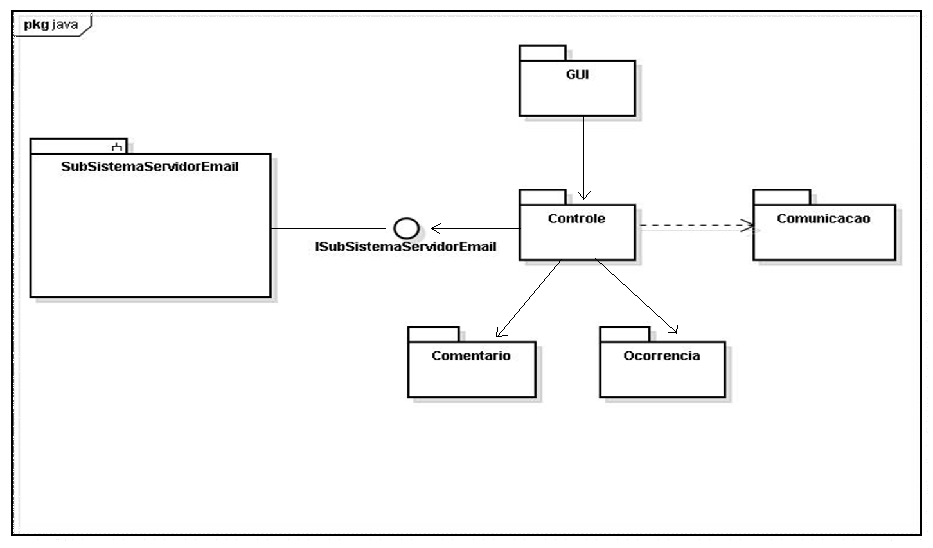 pkg java
GUI
SubSistemaServidorEmail
Controle
Comunicacao
ISubSistemaServidorEmail
Comentario
Ocorrencia